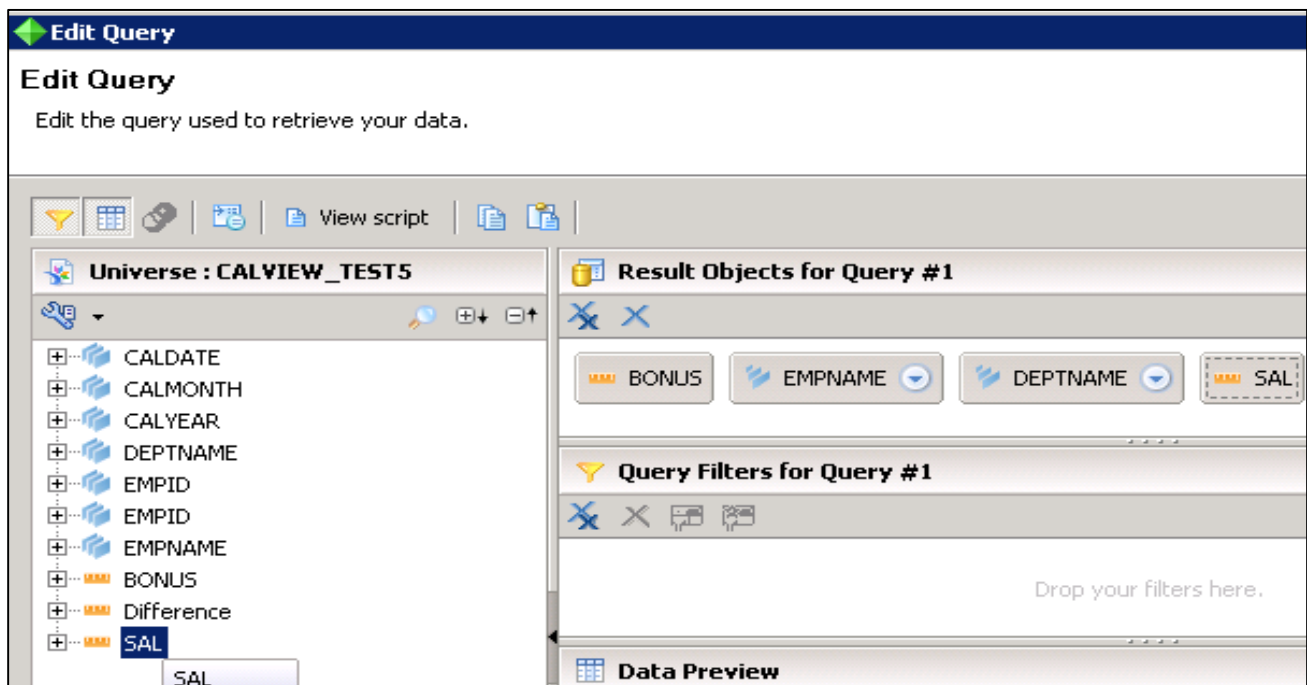 Edit Query
Edit Query
Edit the query used to retrieve your data.
View script
Universe : CALVIEW_TEST5
CALDATE
CALMONTH
CALYEAR
DEPTNAME
EMPID
EMPID
EMPNAME
BONUS
Difference
SAL
SAL
Result Objects for Query #1
BONUS EMPNAME DEPTNAME SAL
Query Filters for Query #1
Drop your filters here.
Data Preview